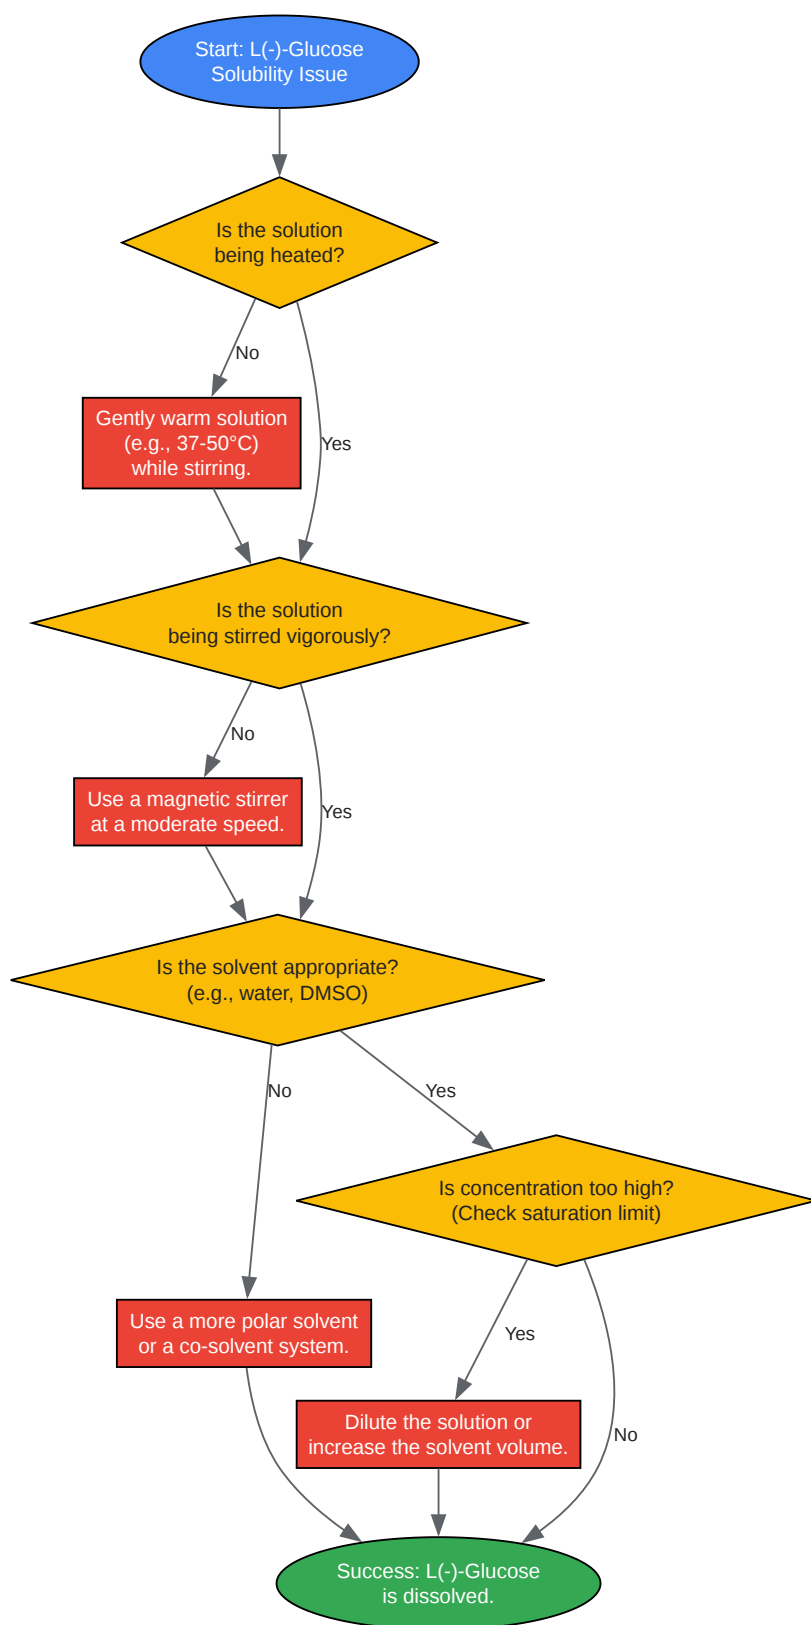 Start: L(-)-Glucose
Solubility Issue
Is the solution
being heated?
No
Gently warm solution
(e.g., 37-50°C)
while stirring.
Yes
Is the solution
being stirred vigorously?
No
Use a magnetic stirrer
at a moderate speed.
Yes
Is the solvent appropriate?
(e.g., water, DMSO)
No
Yes
Is concentration too high?
(Check saturation limit)
Use a more polar solvent
or a co-solvent system.
Yes
Dilute the solution or
increase the solvent volume.
No
Success: L(-)-Glucose
is dissolved.